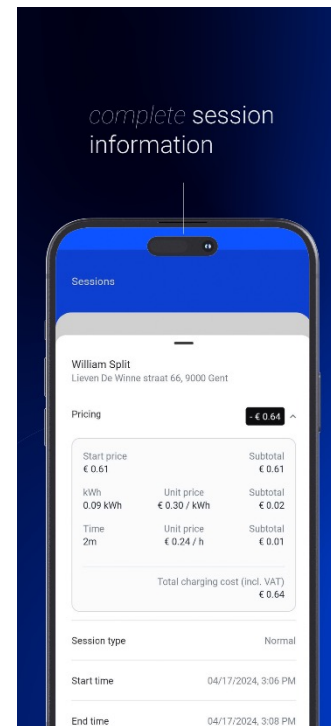 complete session
information
Sessions
William Split
Lieven De Winne straat 66, 9000 Gent
Pricing - € 0.64
Start price Subtotal
€ 0.61 € 0.61
kWh Unit price Subtotal
0.09 kWh € 0.30 / kWh € 0.02
Time Unit price Subtotal
2m € 0.24 / h € 0.01
Total charging cost (incl. VAT)
€ 0.64
Session type Normal
Start time 04/17/2024, 3:06 PM
End time 04/17/2024, 3:08 PM